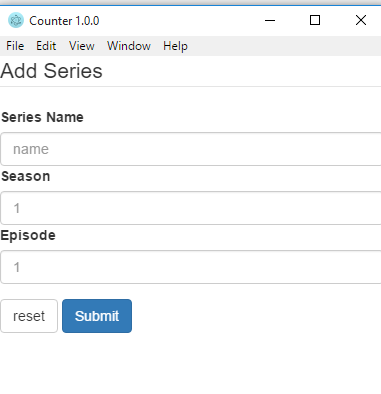 Counter 1.0.0
File Edit View Window Help
Add Series
Series Name
name
Season
1
Episode
1
reset Submit